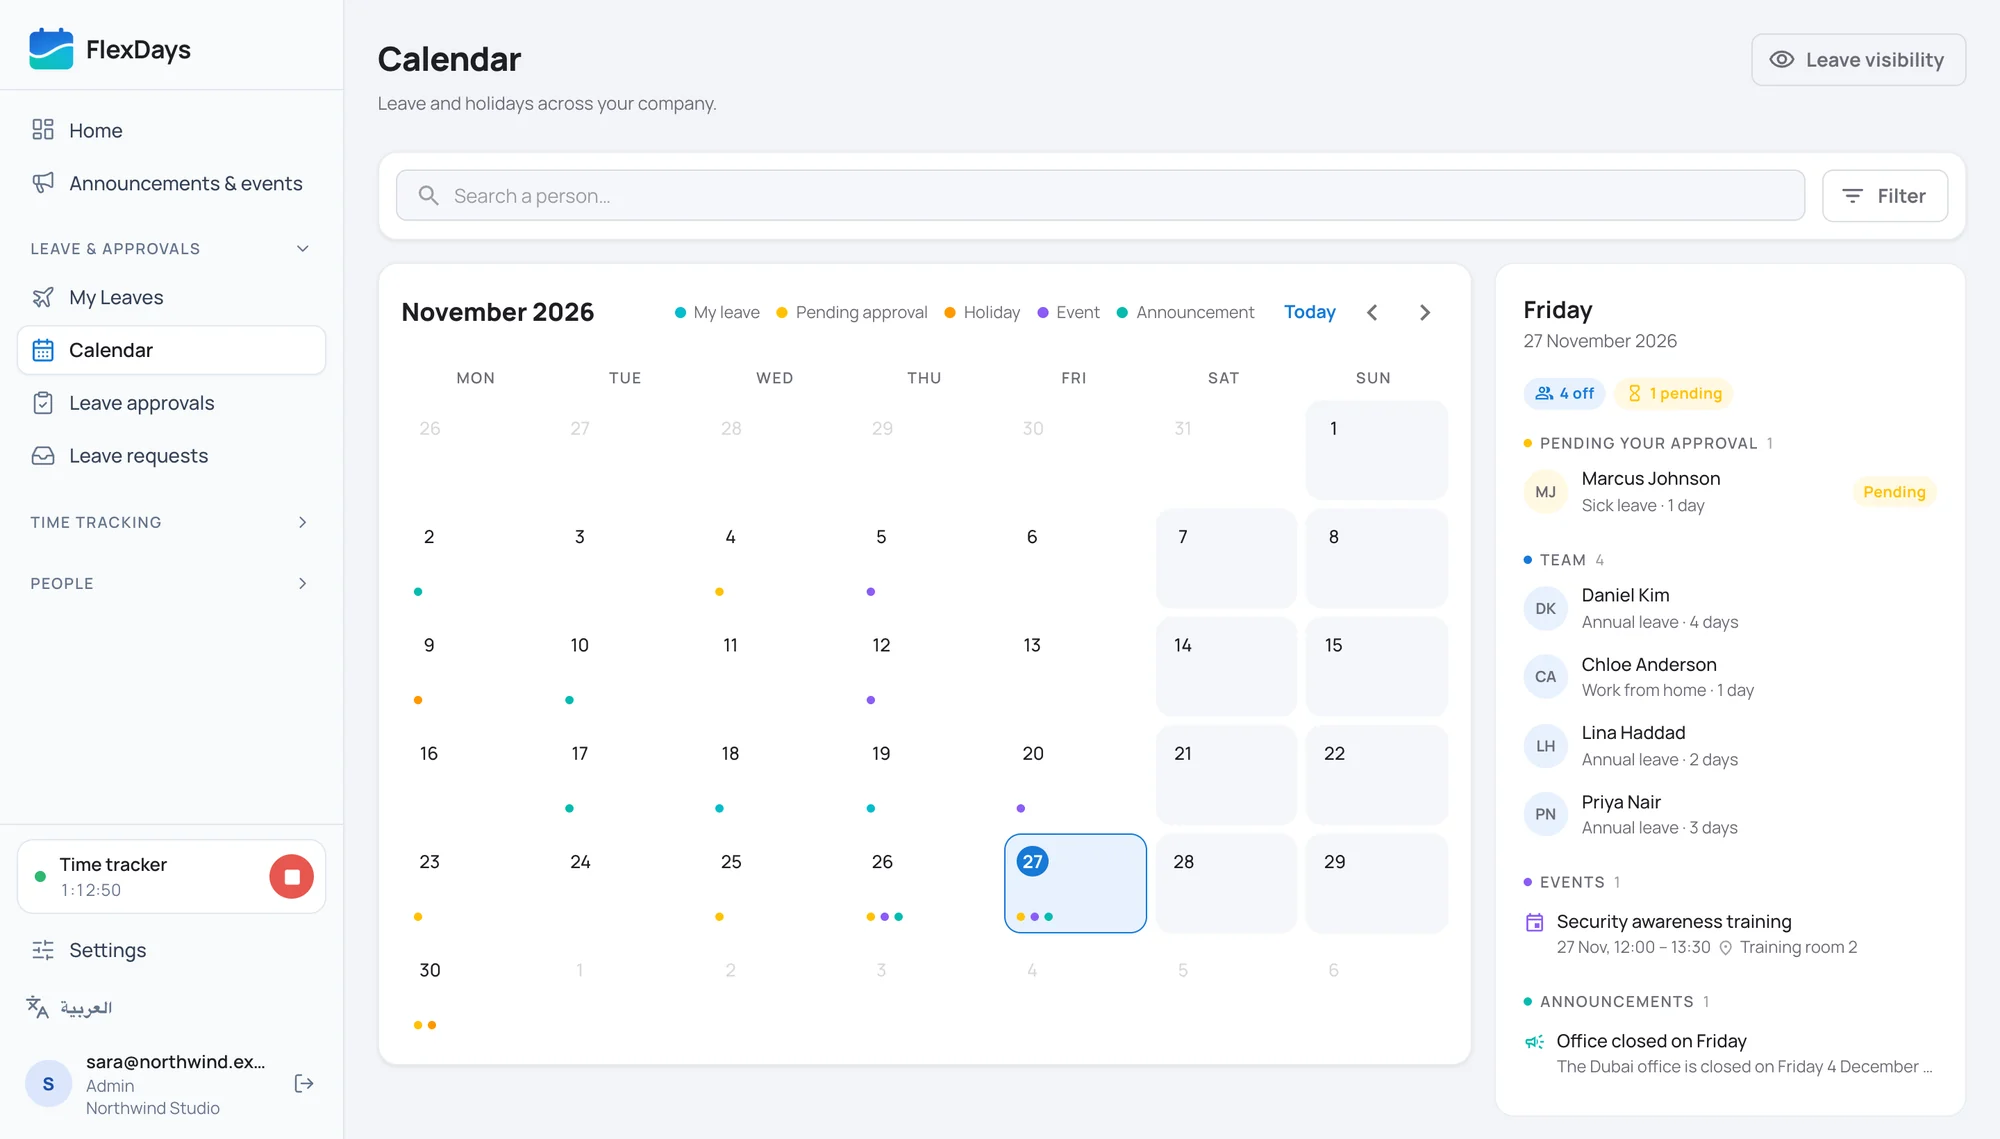 FlexDays
Home
Announcements & events
LEAVE & APPROVALS
My Leaves
Calendar
Leave approvals
Leave requests
TIME TRACKING
PEOPLE
Time tracker
1:12:50
Settings
العربية
S
sara@northwind.ex...
Admin
Northwind Studio
Calendar
Leave and holidays across your company.
Leave visibility
Search a person...
Filter
November 2026
My leave Pending approval Holiday Event Announcement
Today
MON TUE WED THU FRI SAT SUN
26 27 28 29 30 31 1
2 3 4 5 6 7 8
9 10 11 12 13 14 15
16 17 18 19 20 21 22
23 24 25 26 27 28 29
30 1 2 3 4 5 6
Friday
27 November 2026
4 off 1 pending
PENDING YOUR APPROVAL 1
MJ
Marcus Johnson
Sick leave · 1 day
Pending
TEAM 4
DK
Daniel Kim
Annual leave · 4 days
CA
Chloe Anderson
Work from home · 1 day
LH
Lina Haddad
Annual leave · 2 days
PN
Priya Nair
Annual leave · 3 days
EVENTS 1
Security awareness training
27 Nov, 12:00 – 13:30 Training room 2
ANNOUNCEMENTS 1
Office closed on Friday
The Dubai office is closed on Friday 4 December ...